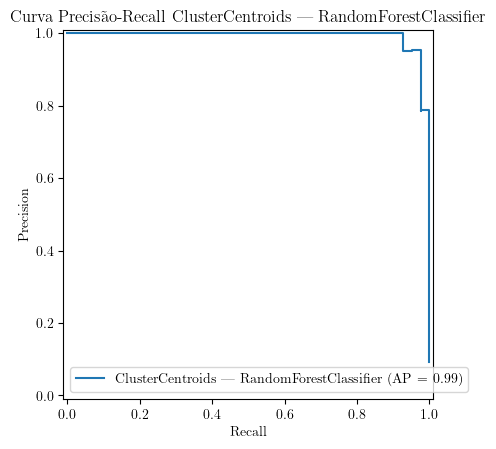 Curva Precisão-Recall ClusterCentroids — RandomForestClassifier
1.0
0.8
0.6
0.4
0.2
0.0
Precision
ClusterCentroids — RandomForestClassifier (AP = 0.99)
0.0 0.2 0.4 0.6 0.8 1.0
Recall